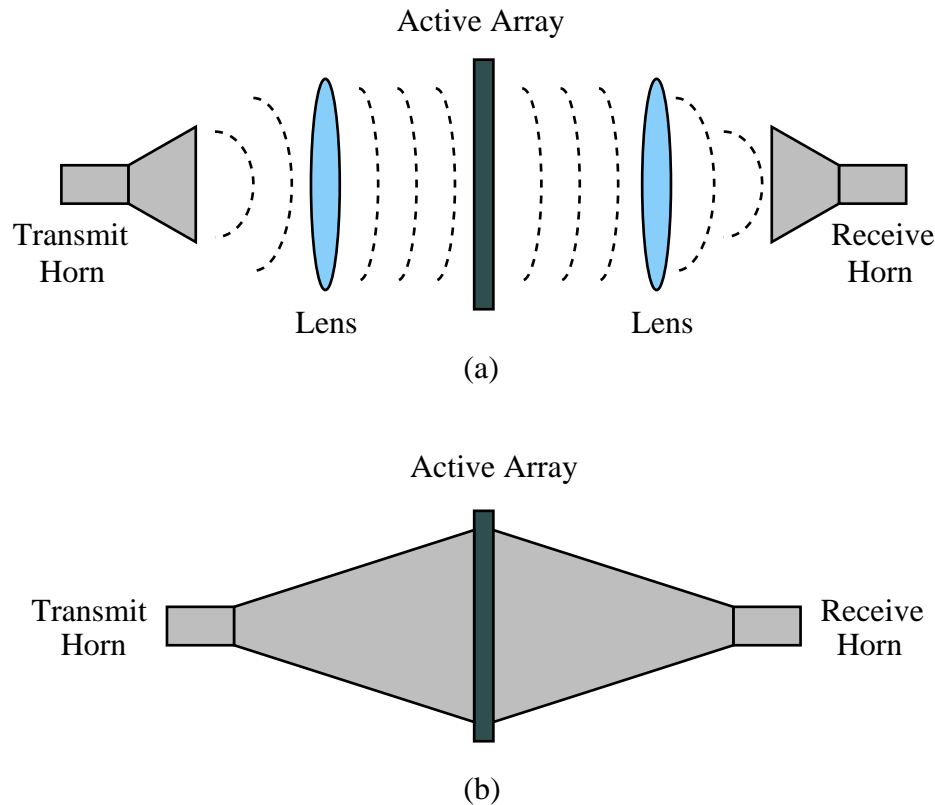 Active Array
Transmit
Horn
Receive
Horn
Lens
Lens
(a)
Active Array
Transmit
Horn
Receive
Horn
(b)